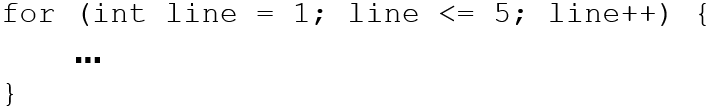 for (int line = 1; line <= 5; line++) {
...
}